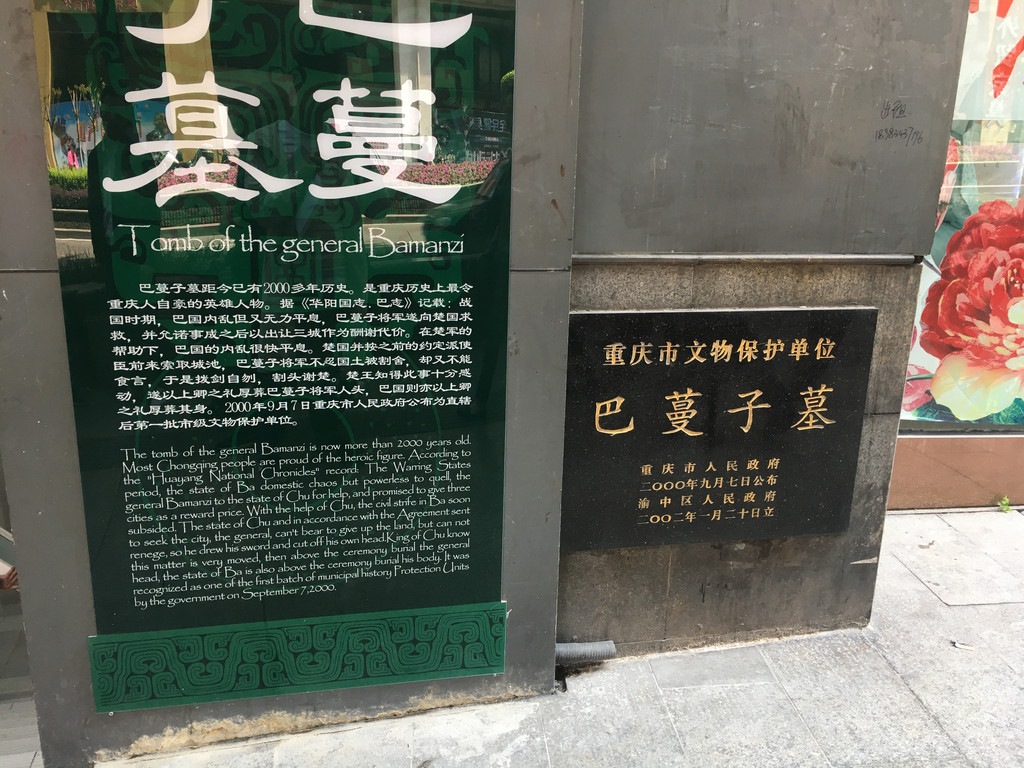 墓 蔓
Tomb of the general Bamanzi
巴蔓子墓距今已有2000多年历史。是重庆历史上最令
重庆人自豪的英雄人物。据《华阳国志.巴志》记载：战
国时期，巴国内乱但又无力平息，巴蔓子将军遂向楚国求
救，并允诺事成之后以出让三城作为酬谢代价。在楚军的
帮助下，巴国的内乱很快平息。楚国并按之前的约定派使
臣前来索取城池，巴蔓子将军不忍国土被割舍，却又不能
食言，于是拔剑自刎，割头谢楚。楚王知得此事十分感
动，遂以上卿之礼厚葬巴蔓子将军人头，巴国则亦以上卿
之礼厚葬其身。2000年9月7日重庆市人民政府公布为直辖
后第一批市级文物保护单位。
The tomb of the general Bamanzi is now more than 2000 years old.
Most Chongqing people are proud of the heroic figure. According to
the "Huayang National Chronicles" record: The Warring States
period, the state of Ba domestic chaos but powerless to quell, the
general Bamanzi to the state of Chu for help, and promised to give three
cities as a reward price. With the help of Chu, the civil strife in Ba soon
subsided. The state of Chu and in accordance with the Agreement sent
to seek the city, the general, can't bear to give up the land, but can not
renege, so he drew his sword and cut off his own head.King of Chu know
this matter is very moved, then above the ceremony burial the general
head, the state of Ba is also above the ceremony burial his body. It was
recognized as one of the first batch of municipal history Protection Units
by the government on September 7,2000.
重庆市文物保护单位
巴蔓子墓
重庆市人民政府
二〇〇〇年九月七日公布
渝中区人民政府
二〇〇二年一月二十日立